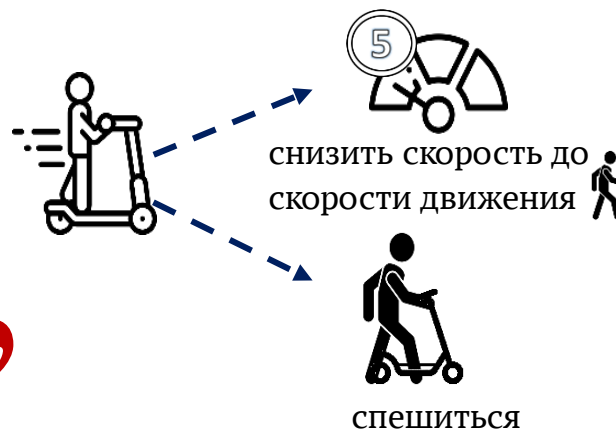 5
снизить скорость до
скорости движения
спешиться